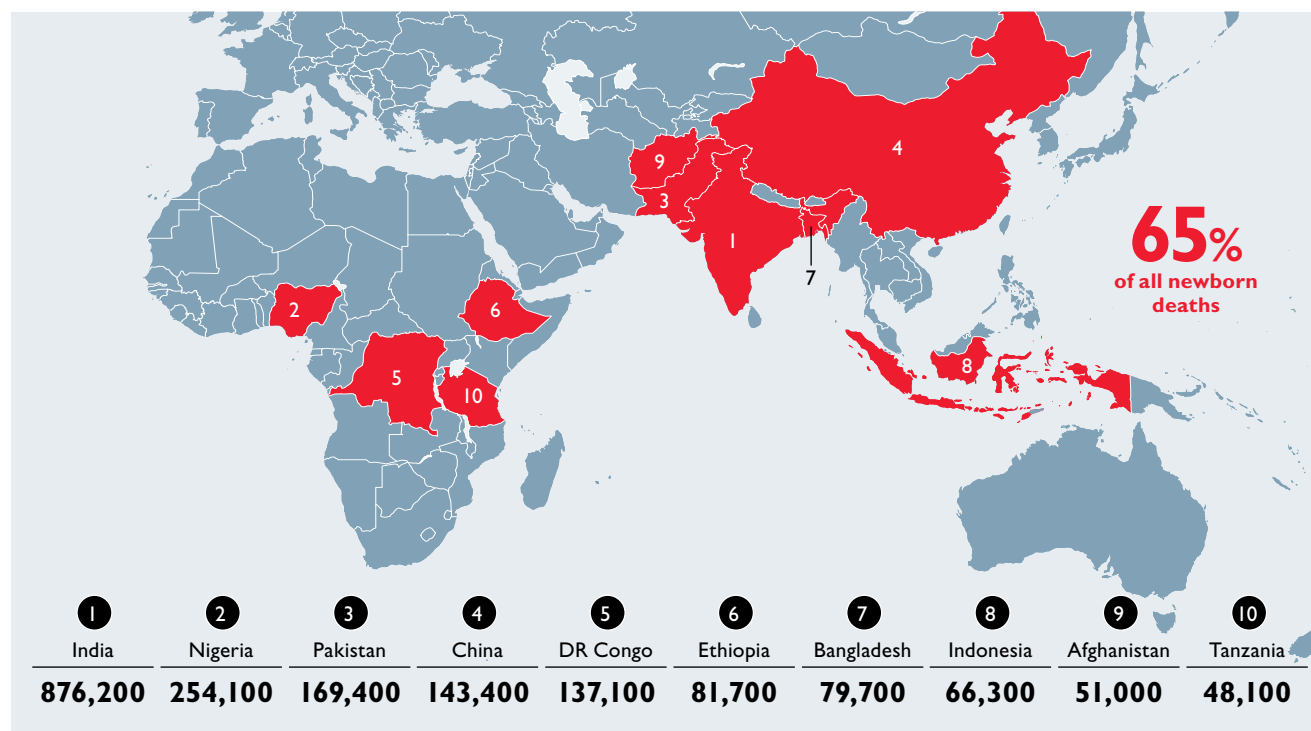 9
4
3
1
7
2
6
5
10
8
65%
of all newborn
deaths
1 2 3 4 5 6 7 8 9 10
India Nigeria Pakistan China DR Congo Ethiopia Bangladesh Indonesia Afghanistan Tanzania
876,200 254,100 169,400 143,400 137,100 81,700 79,700 66,300 51,000 48,100